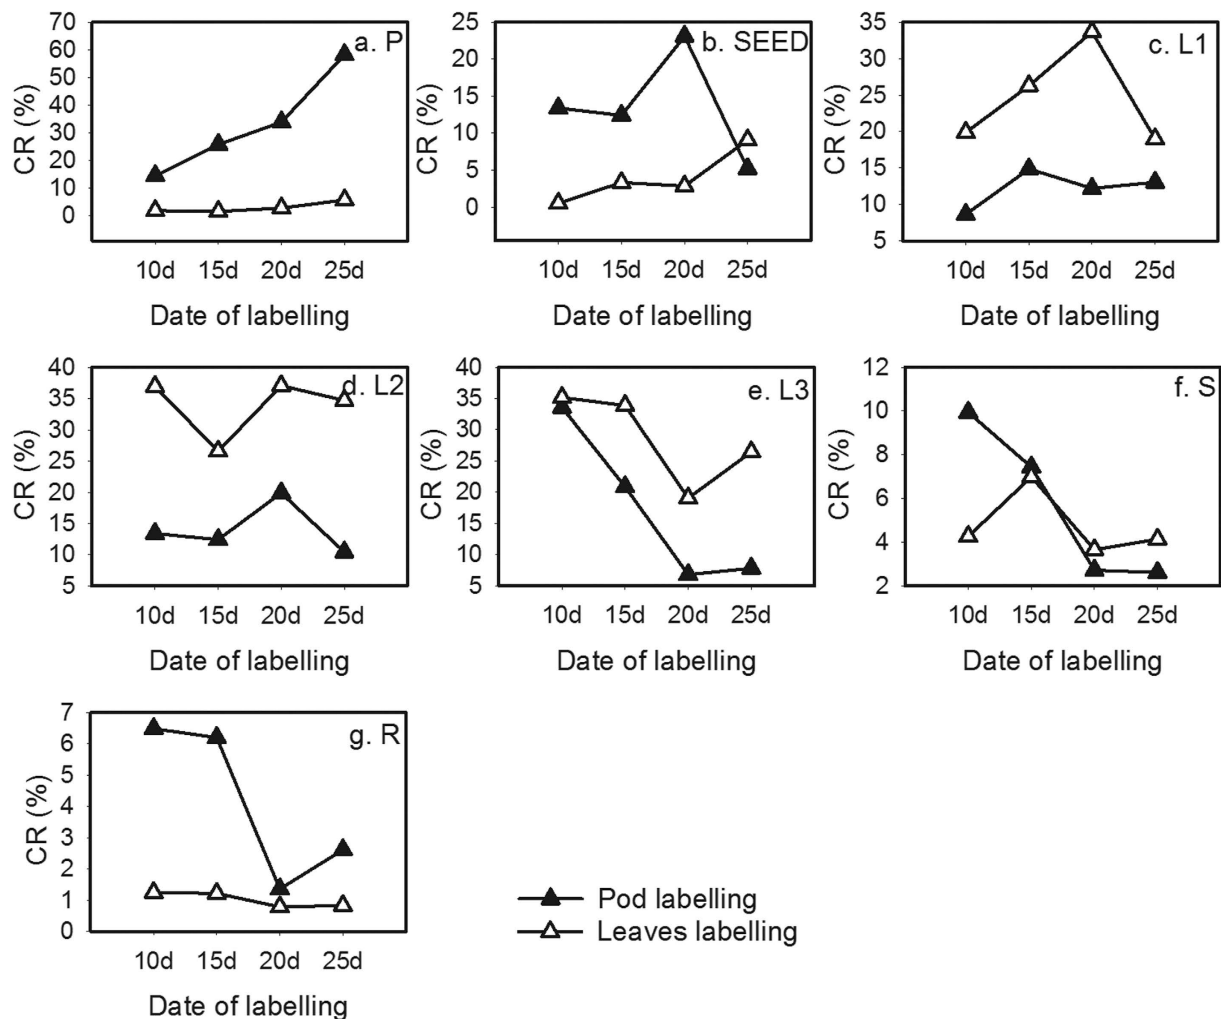 a. P
70
60
50
40
30
20
10
0
CR (%)
10d 15d 20d 25d
Date of labelling
b. SEED
25
20
15
10
5
0
CR (%)
10d 15d 20d 25d
Date of labelling
c. L1
35
30
25
20
15
10
5
CR (%)
10d 15d 20d 25d
Date of labelling
d. L2
40
35
30
25
20
15
10
5
CR (%)
10d 15d 20d 25d
Date of labelling
e. L3
40
35
30
25
20
15
10
5
CR (%)
10d 15d 20d 25d
Date of labelling
f. S
12
10
8
6
4
2
CR (%)
10d 15d 20d 25d
Date of labelling
g. R
7
6
5
4
3
2
1
0
CR (%)
10d 15d 20d 25d
Date of labelling
Pod labelling
Leaves labelling